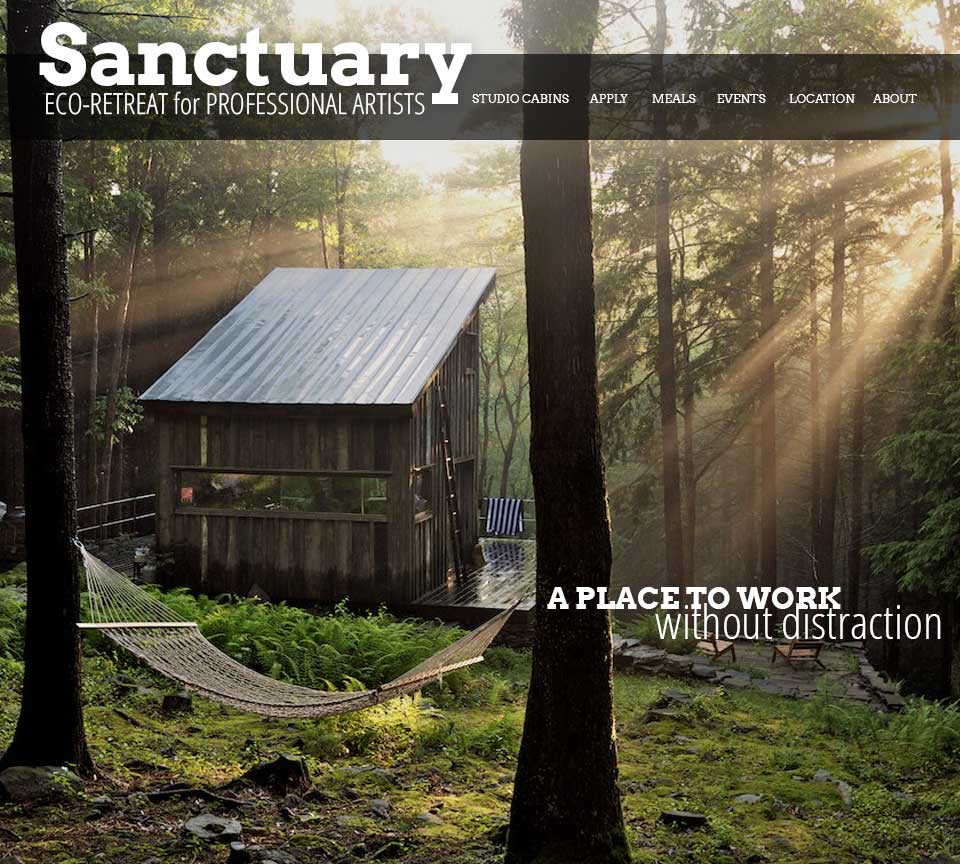 Sanctuary
ECO-RETREAT for PROFESSIONAL ARTISTS
STUDIO CABINS APPLY MEALS EVENTS LOCATION ABOUT
A PLACE TO WORK
without distraction